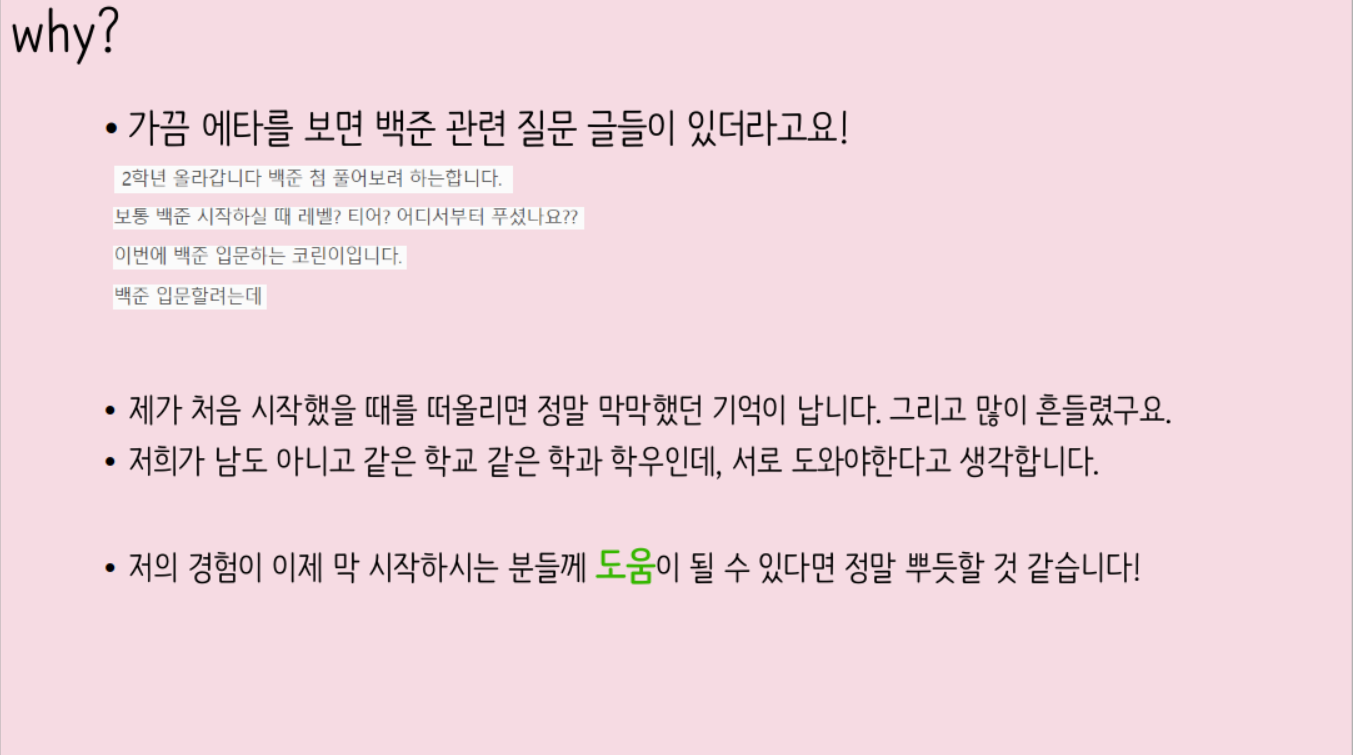 why?
• 가끔 에타를 보면 백준 관련 질문 글들이 있더라고요!
2학년 올라갑니다 백준 첨 풀어보려 하는합니다.
보통 백준 시작하실 때 레벨? 티어? 어디서부터 푸셨나요??
이번에 백준 입문하는 코린이입니다.
백준 입문할려는데
• 제가 처음 시작했을 때를 떠올리면 정말 막막했던 기억이 납니다. 그리고 많이 흔들렸구요.
• 저희가 남도 아니고 같은 학교 같은 학과 학우인데, 서로 도와야한다고 생각합니다.
• 저의 경험이 이제 막 시작하시는 분들께 도움이 될 수 있다면 정말 뿌듯할 것 같습니다!